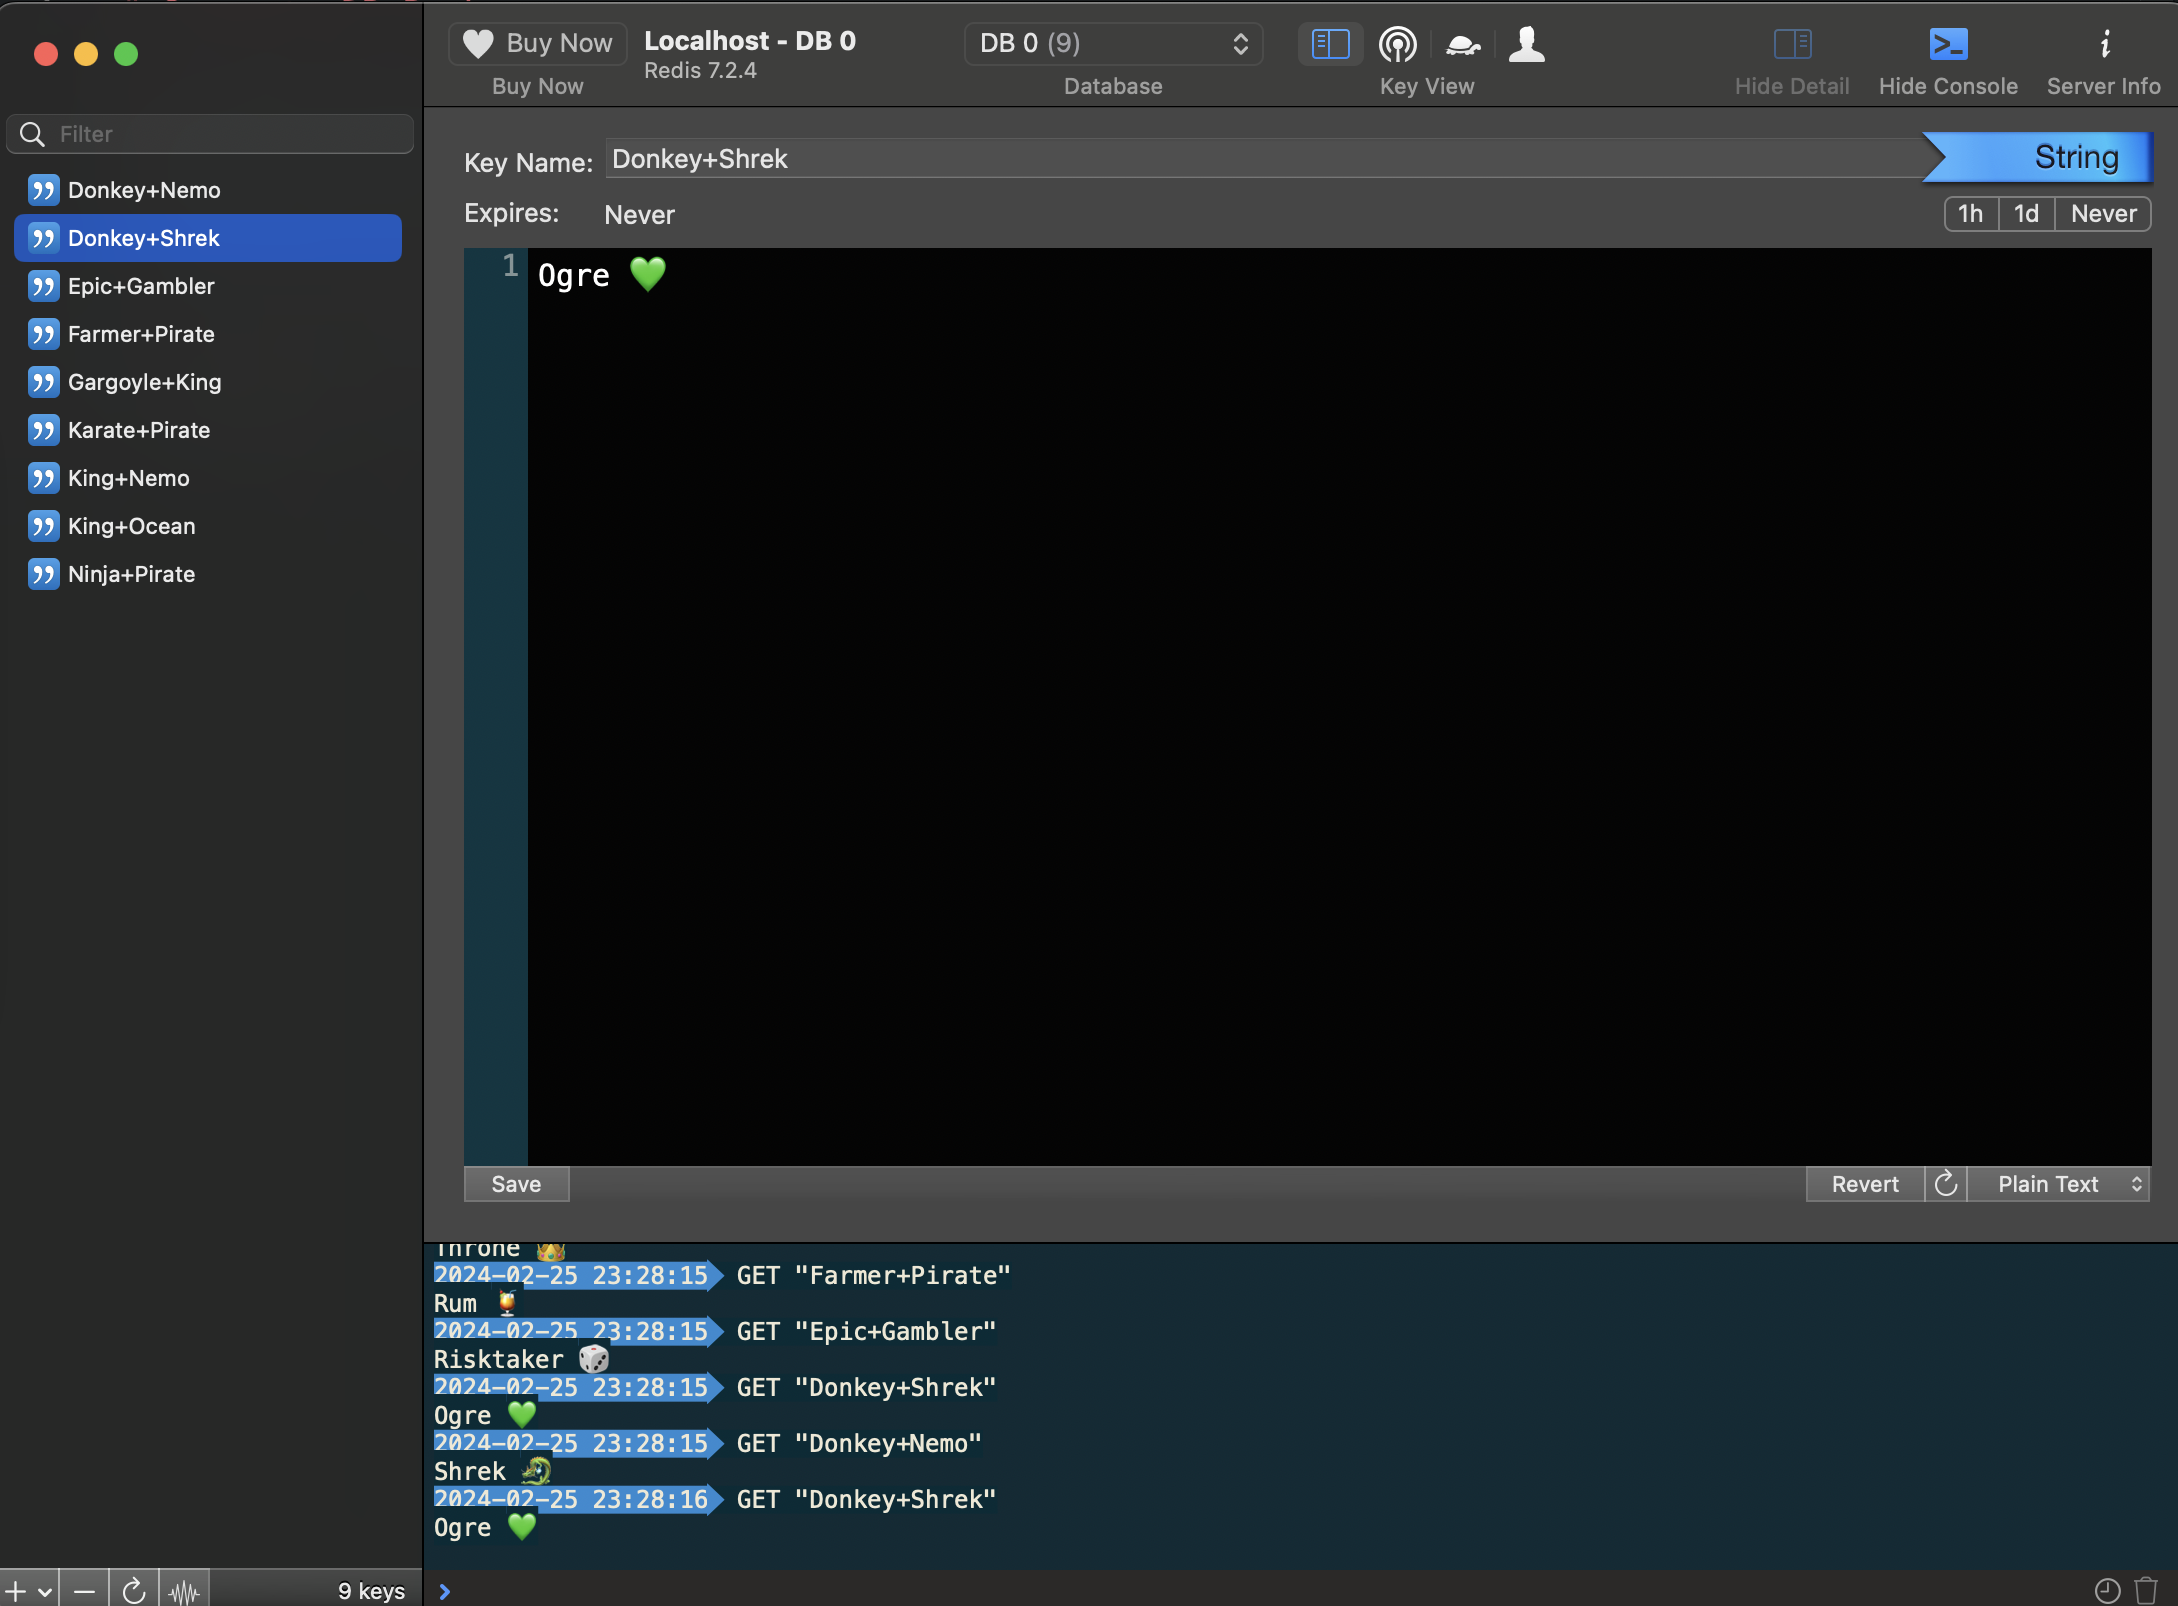 Buy Now
Buy Now
Localhost - DB 0
Redis 7.2.4
DB 0 (9)
Database
Key View
Hide Detail
Hide Console
Server Info
Filter
Donkey+Nemo
Donkey+Shrek
Epic+Gambler
Farmer+Pirate
Gargoyle+King
Karate+Pirate
King+Nemo
King+Ocean
Ninja+Pirate
9 keys
Key Name: Donkey+Shrek
String
Expires: Never
1h 1d Never
1 Ogre 💚
Save
Revert
Plain Text
Throne 👑
2024-02-25 23:28:15 GET "Farmer+Pirate"
Rum 🍹
2024-02-25 23:28:15 GET "Epic+Gambler"
Risktaker 🎲
2024-02-25 23:28:15 GET "Donkey+Shrek"
Ogre 💚
2024-02-25 23:28:15 GET "Donkey+Nemo"
Shrek 🐉
2024-02-25 23:28:16 GET "Donkey+Shrek"
Ogre 💚